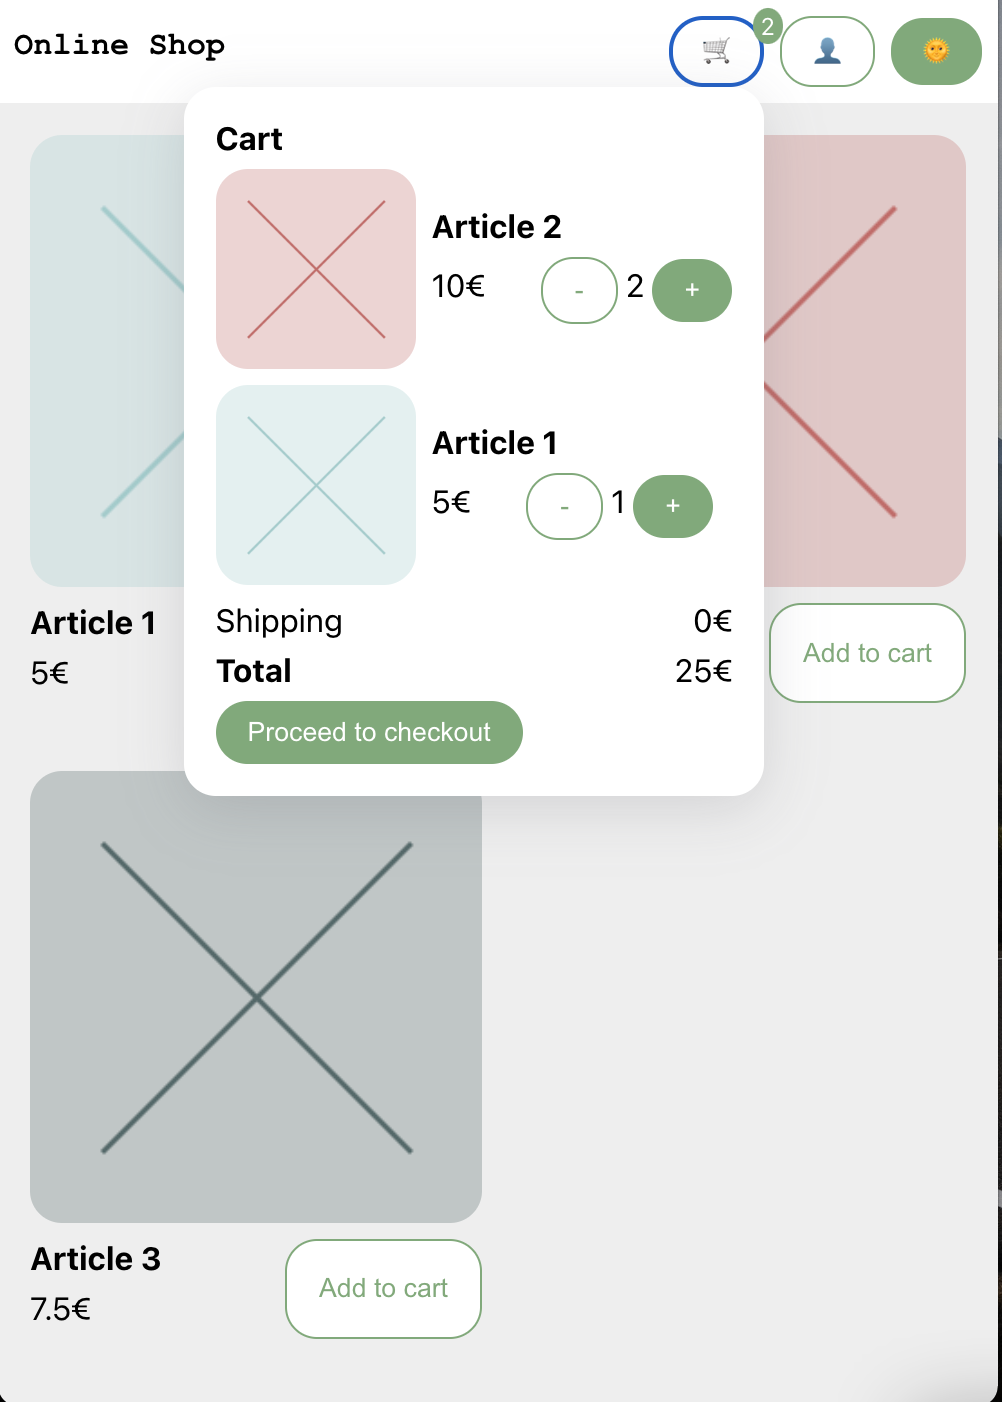 Online Shop
2
Cart
Article 2
10€ - 2 +
Article 1
5€ - 1 +
Shipping 0€
Total 25€
Proceed to checkout
Article 1
5€
Add to cart
Article 3
7.5€
Add to cart